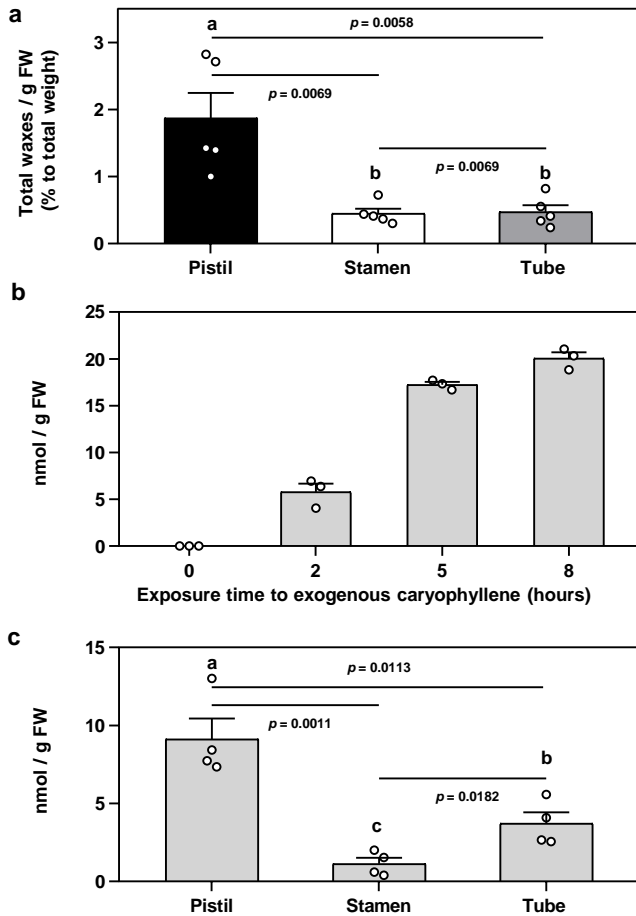 a
Total waxes / g FW
(% to total weight)
3
2
1
0
a
p = 0.0058
p = 0.0069
b
p = 0.0069
b
Pistil Stamen Tube
b
nmol / g FW
25
20
15
10
5
0
0 2 5 8
Exposure time to exogenous caryophyllene (hours)
c
nmol / g FW
15
10
5
0
a
p = 0.0113
p = 0.0011
b
p = 0.0182
c
Pistil Stamen Tube